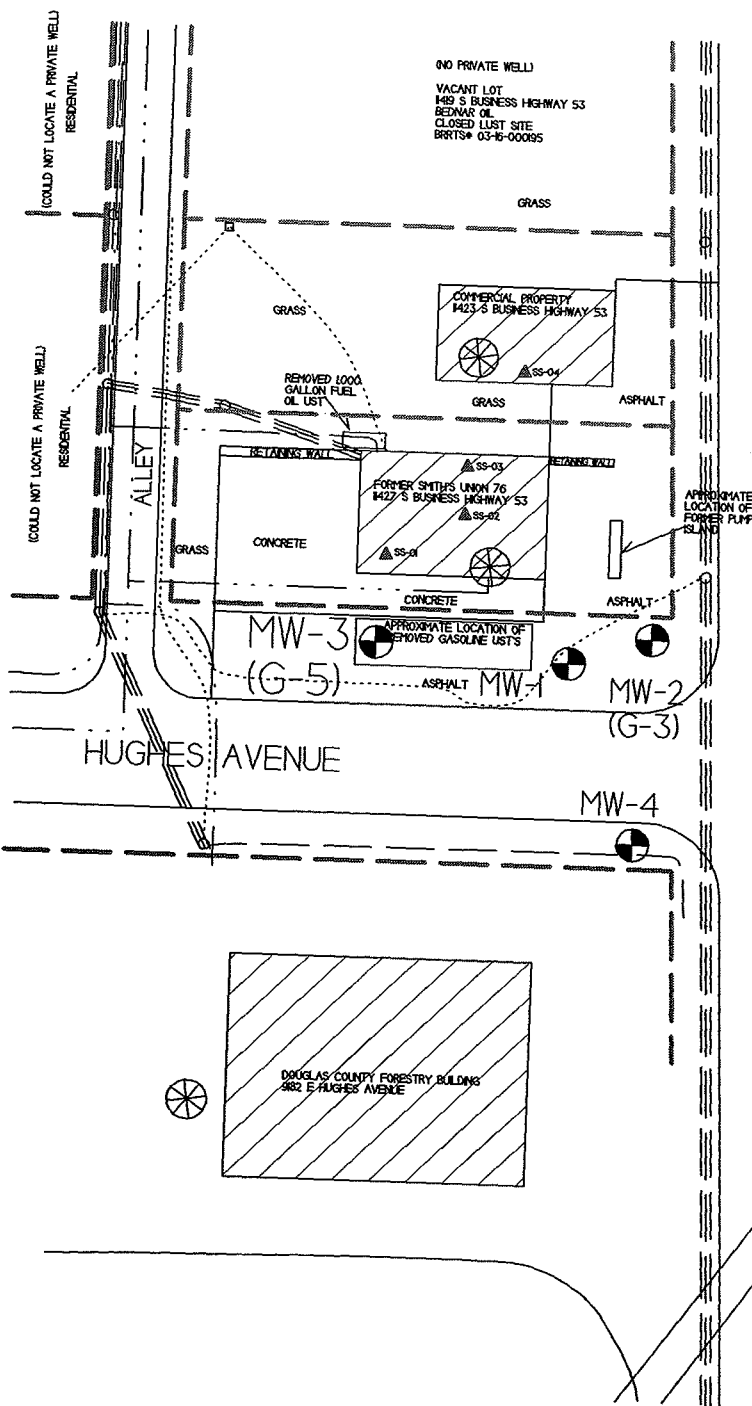 (NO PRIVATE WELL)
VACANT LOT
11419 S BUSINESS HIGHWAY 53
BEDNAR OIL
CLOSED LUST SITE
BRRTS# 03-16-000195
(COULD NOT LOCATE A PRIVATE WELL)
RESIDENTIAL
GRASS
COMMERCIAL PROPERTY
11423 S BUSINESS HIGHWAY 53
SS-04
GRASS
REMOVED 1,000
GALLON FUEL
OIL UST
GRASS
ASPHALT
(COULD NOT LOCATE A PRIVATE WELL)
RESIDENTIAL
ALLEY
RETAINING WALL
SS-03
RETAINING WALL
FORMER SMITH'S UNION 76
11427 S BUSINESS HIGHWAY 53
SS-02
SS-01
APPROXIMATE
LOCATION OF
FORMER PUMP
ISLAND
GRASS
CONCRETE
CONCRETE
ASPHALT
MW-3
(G-5)
APPROXIMATE LOCATION OF
REMOVED GASOLINE UST'S
ASPHALT
MW-1
MW-2
(G-3)
HUGHES AVENUE
MW-4
DOUGLAS COUNTY FORESTRY BUILDING
9182 E HUGHES AVENUE